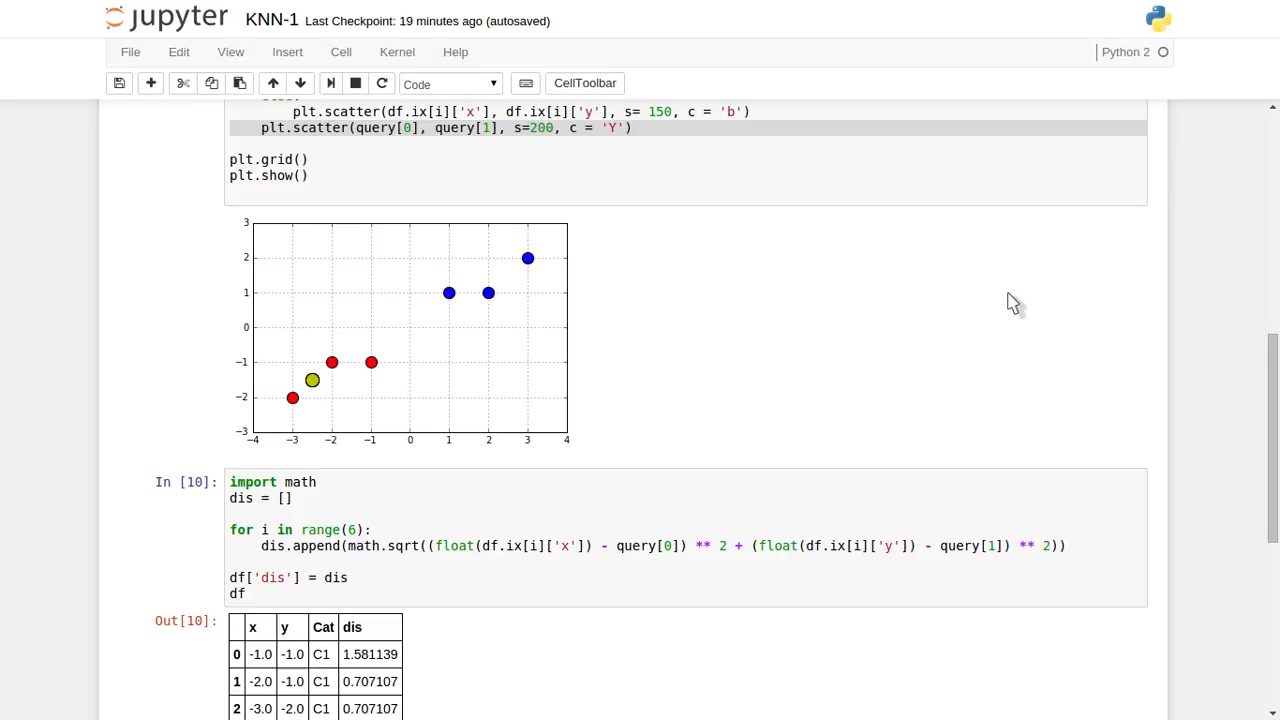 jupyter KNN-1 Last Checkpoint: 19 minutes ago (autosaved)
File Edit View Insert Cell Kernel Help Python 2
Code CellToolbar
plt.scatter(df.ix[i]['x'], df.ix[i]['y'], s= 150, c = 'b')
plt.scatter(query[0], query[1], s=200, c = 'Y')
plt.grid()
plt.show()
3
2
1
0
−1
−2
−3
−4 −3 −2 −1 0 1 2 3 4
In [10]: import math
dis = []
for i in range(6):
dis.append(math.sqrt((float(df.ix[i]['x']) - query[0]) ** 2 + (float(df.ix[i]['y']) - query[1]) ** 2))
df['dis'] = dis
df
Out[10]:
x y Cat dis
0 -1.0 -1.0 C1 1.581139
1 -2.0 -1.0 C1 0.707107
2 -3.0 -2.0 C1 0.707107